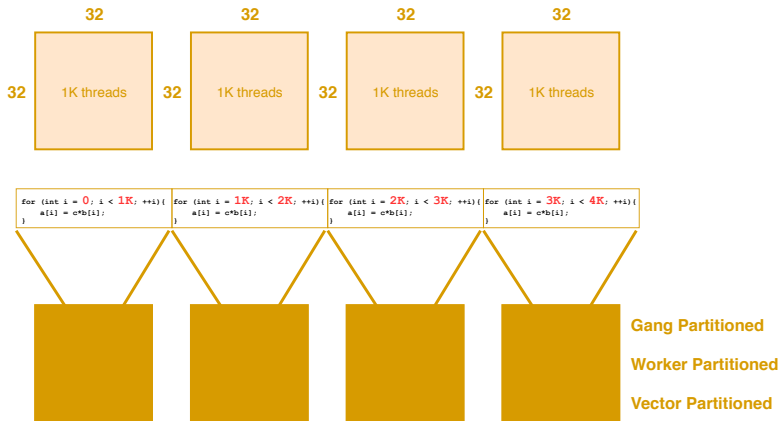 32 32 32 32
32 1K threads 32 1K threads 32 1K threads 32 1K threads
for (int i = 0; i < 1K; ++i){
a[i] = c*b[i];
}
for (int i = 1K; i < 2K; ++i){
a[i] = c*b[i];
}
for (int i = 2K; i < 3K; ++i){
a[i] = c*b[i];
}
for (int i = 3K; i < 4K; ++i){
a[i] = c*b[i];
}
Gang Partitioned
Worker Partitioned
Vector Partitioned